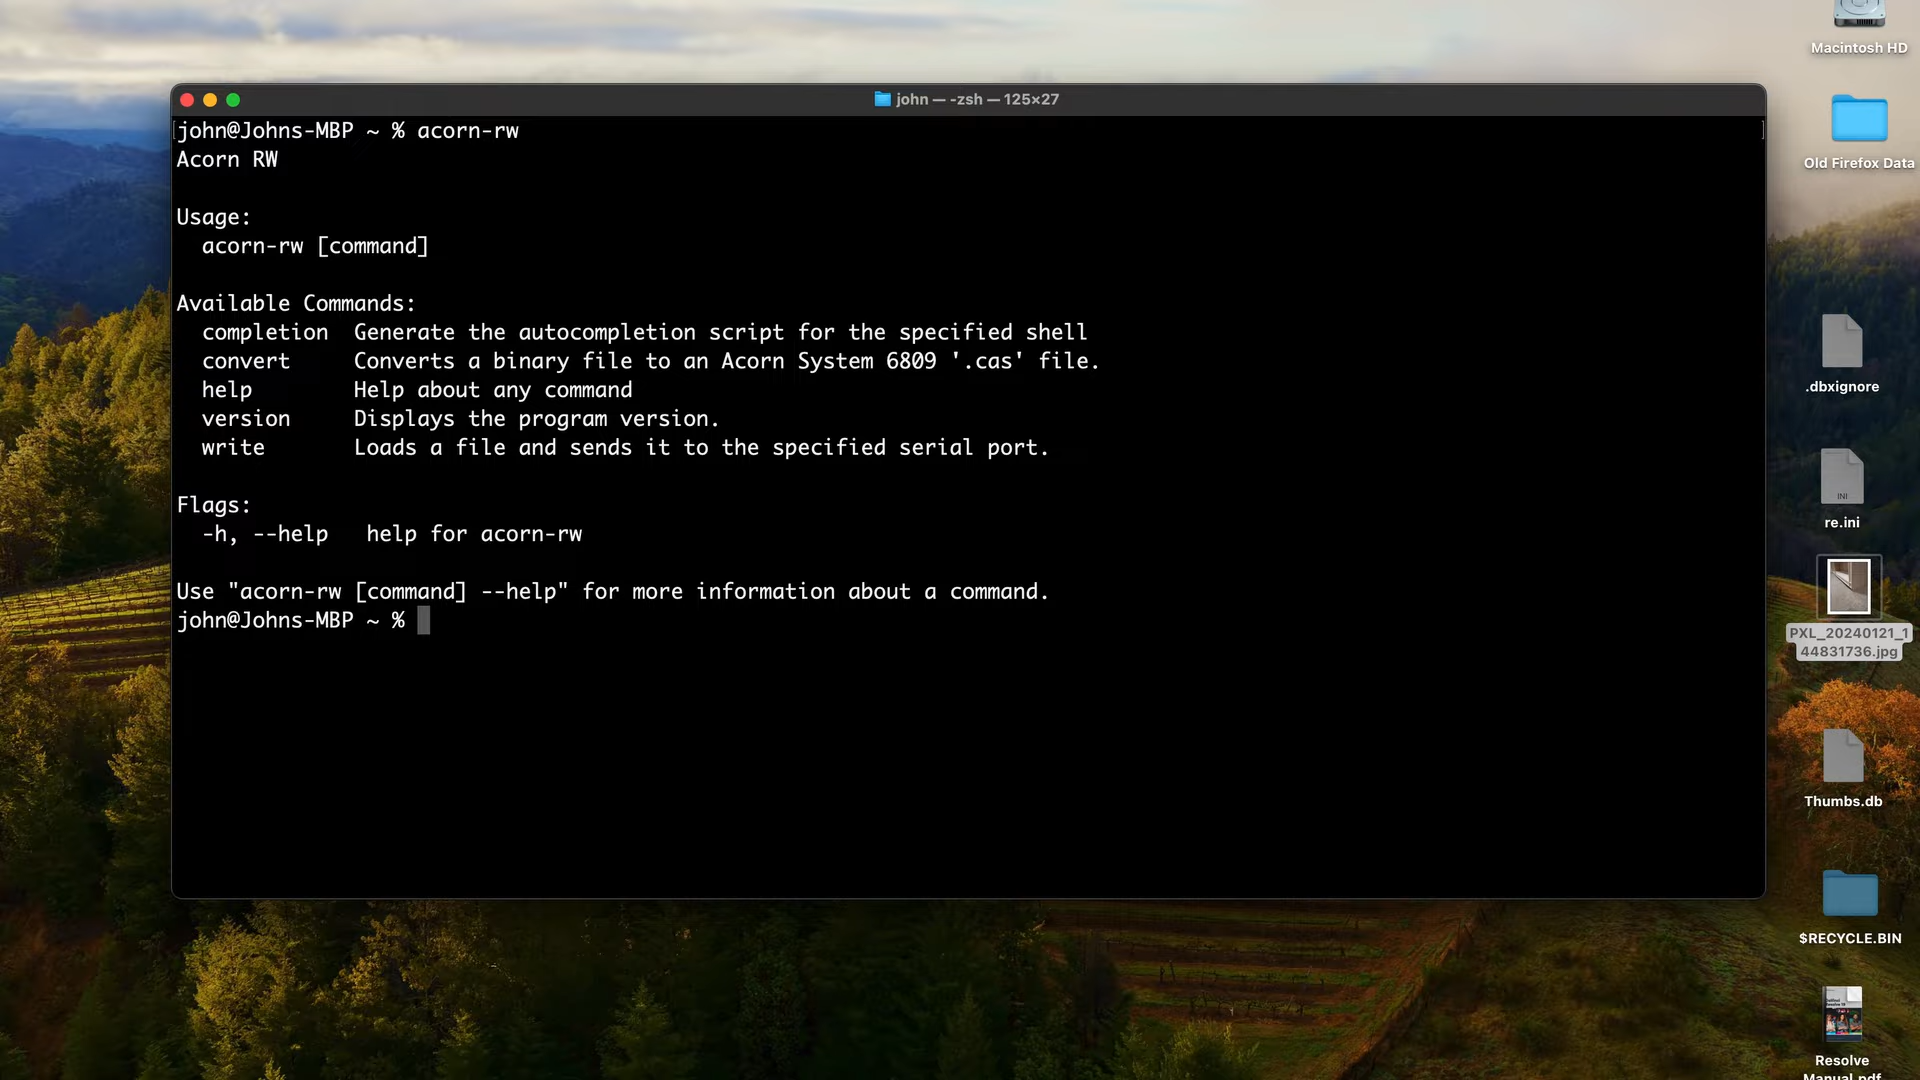 john — -zsh — 125×27
john@Johns-MBP ~ % acorn-rw
Acorn RW
Usage:
acorn-rw [command]
Available Commands:
completion Generate the autocompletion script for the specified shell
convert Converts a binary file to an Acorn System 6809 '.cas' file.
help Help about any command
version Displays the program version.
write Loads a file and sends it to the specified serial port.
Flags:
-h, --help help for acorn-rw
Use "acorn-rw [command] --help" for more information about a command.
john@Johns-MBP ~ %
Macintosh HD
Old Firefox Data
.dbxignore
INI
re.ini
PXL_20240121_1
44831736.jpg
Thumbs.db
$RECYCLE.BIN
Resolve
Manual.pdf